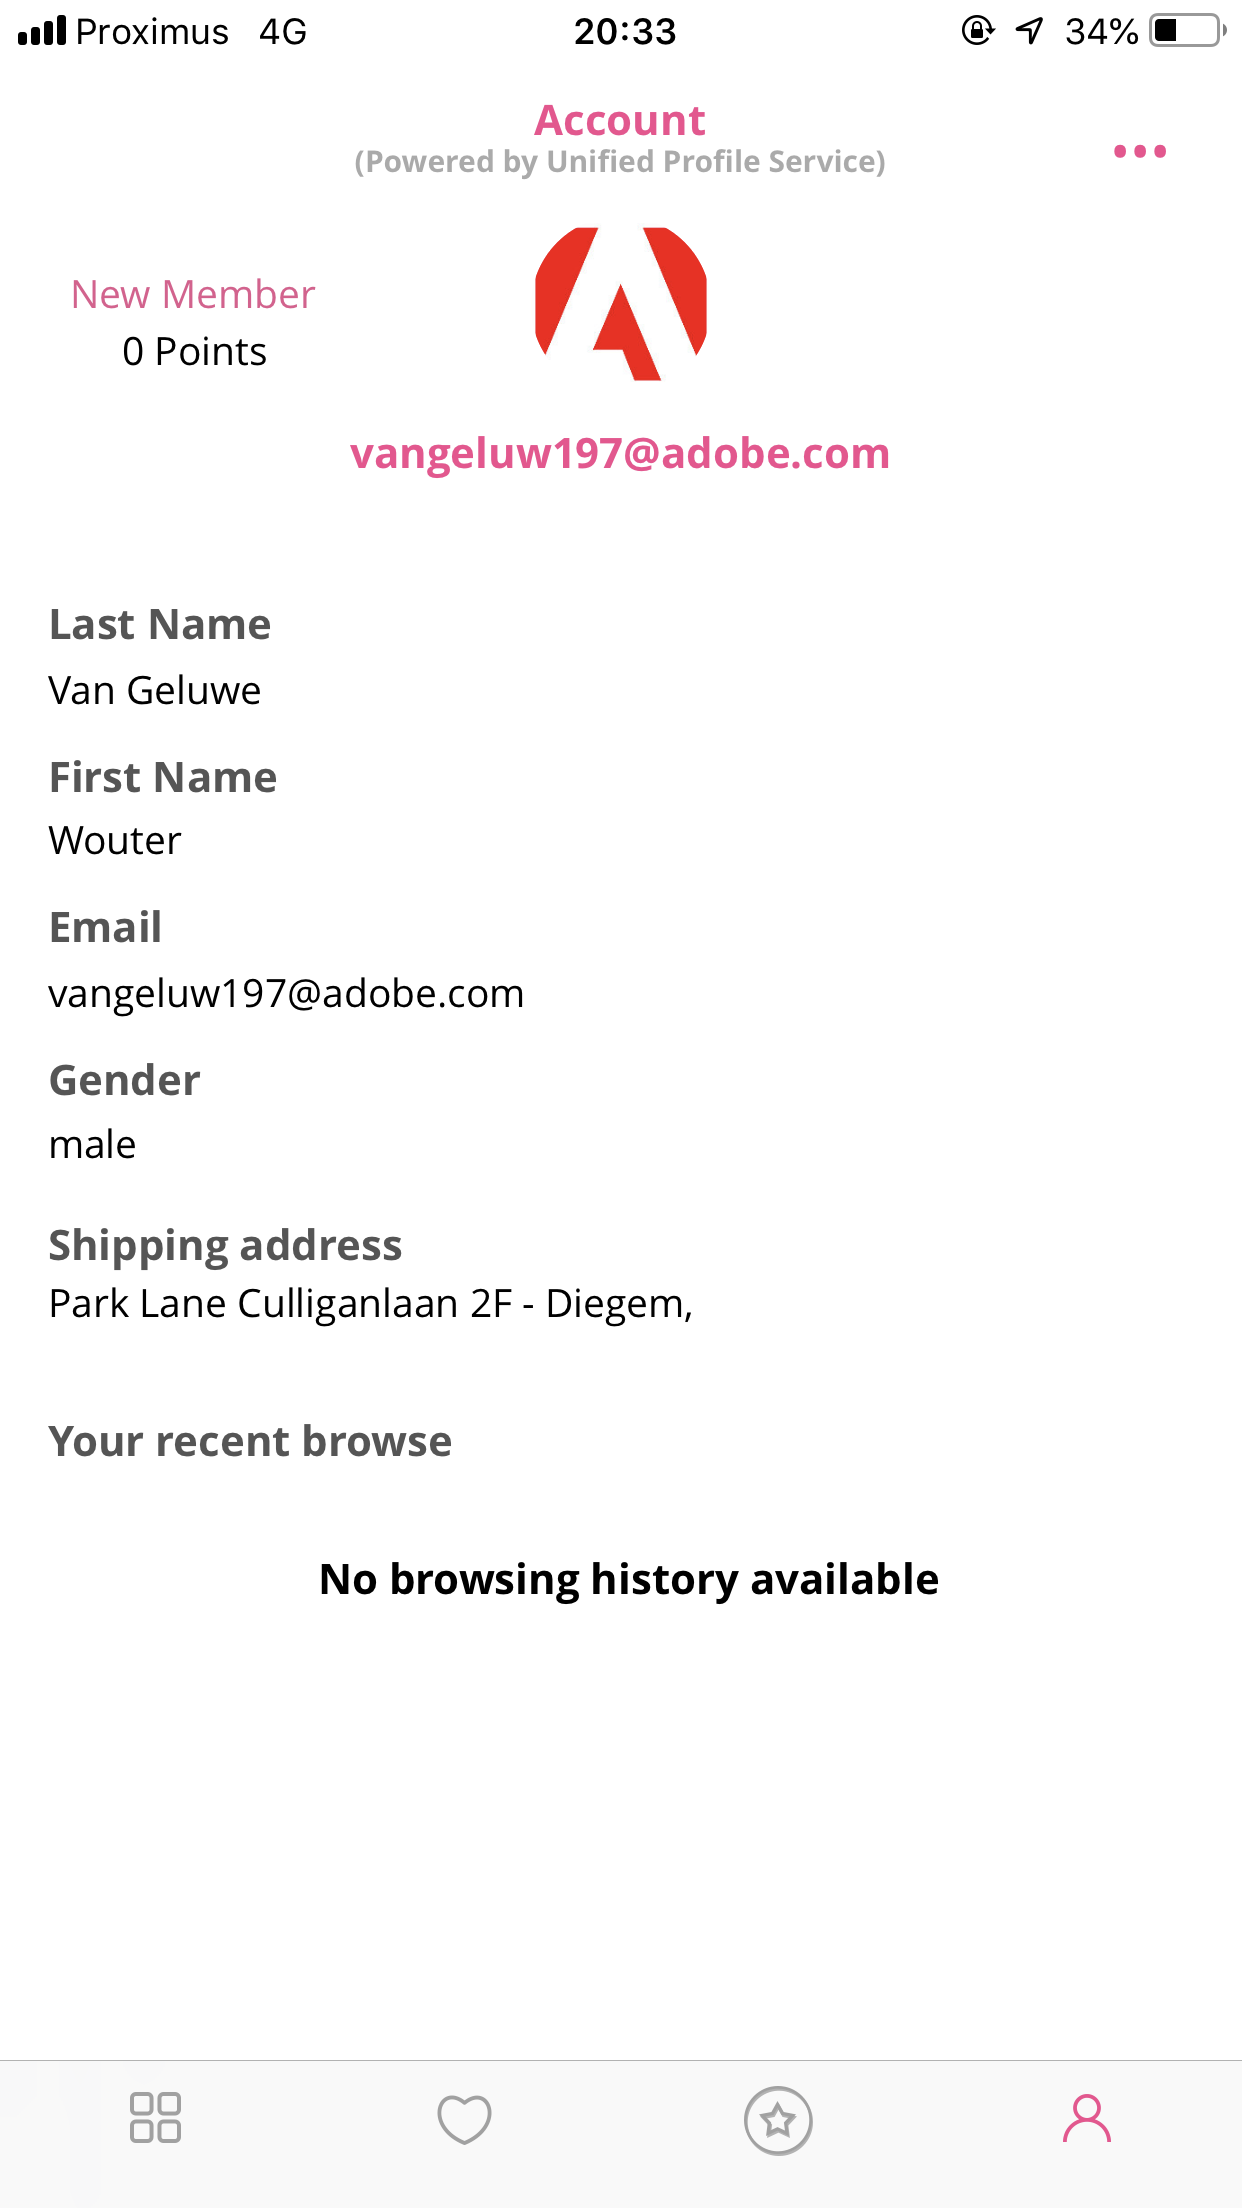 Proximus 4G 20:33 34%
Account
(Powered by Unified Profile Service)
New Member
0 Points
vangeluw197@adobe.com
Last Name
Van Geluwe
First Name
Wouter
Email
vangeluw197@adobe.com
Gender
male
Shipping address
Park Lane Culliganlaan 2F - Diegem,
Your recent browse
No browsing history available